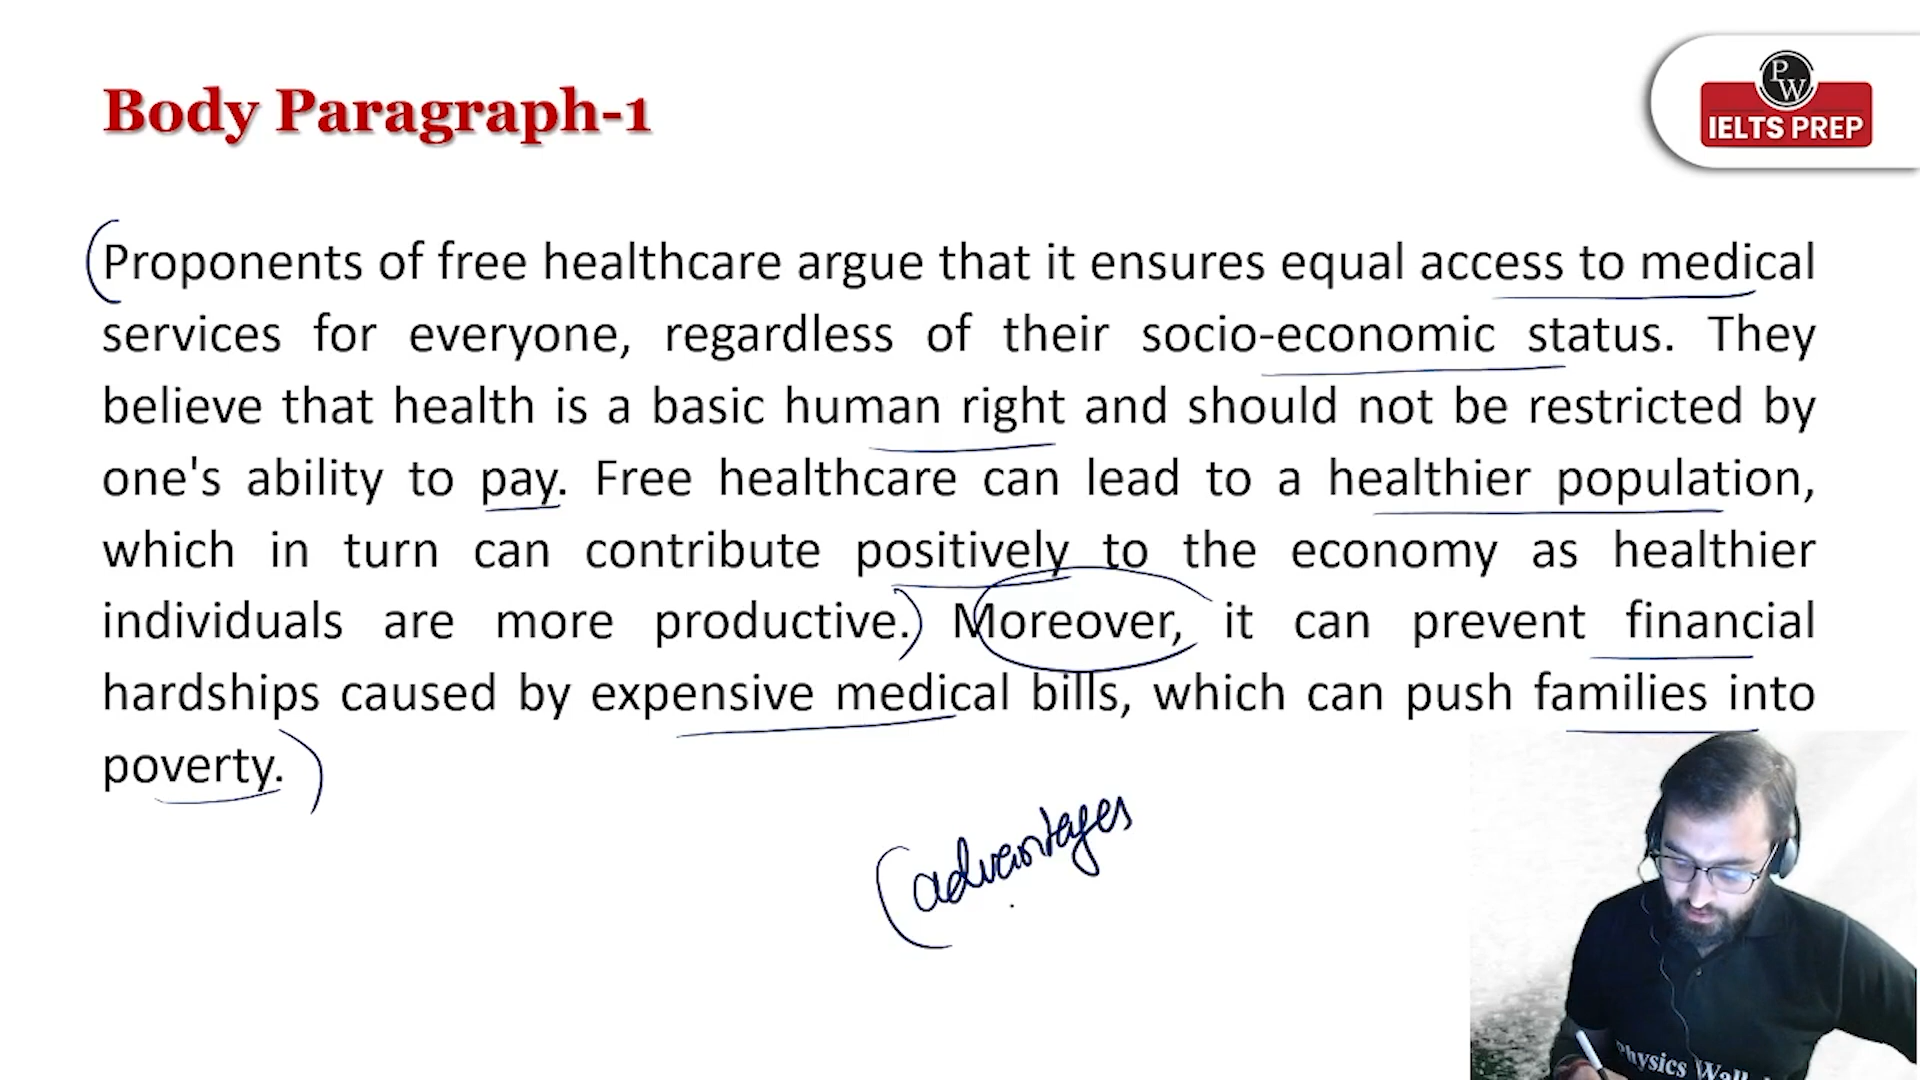 Body Paragraph-1
PW
IELTS PREP
Proponents of free healthcare argue that it ensures equal access to medical
services for everyone, regardless of their socio-economic status. They
believe that health is a basic human right and should not be restricted by
one's ability to pay. Free healthcare can lead to a healthier population,
which in turn can contribute positively to the economy as healthier
individuals are more productive. Moreover, it can prevent financial
hardships caused by expensive medical bills, which can push families into
poverty.
advantages
Physics